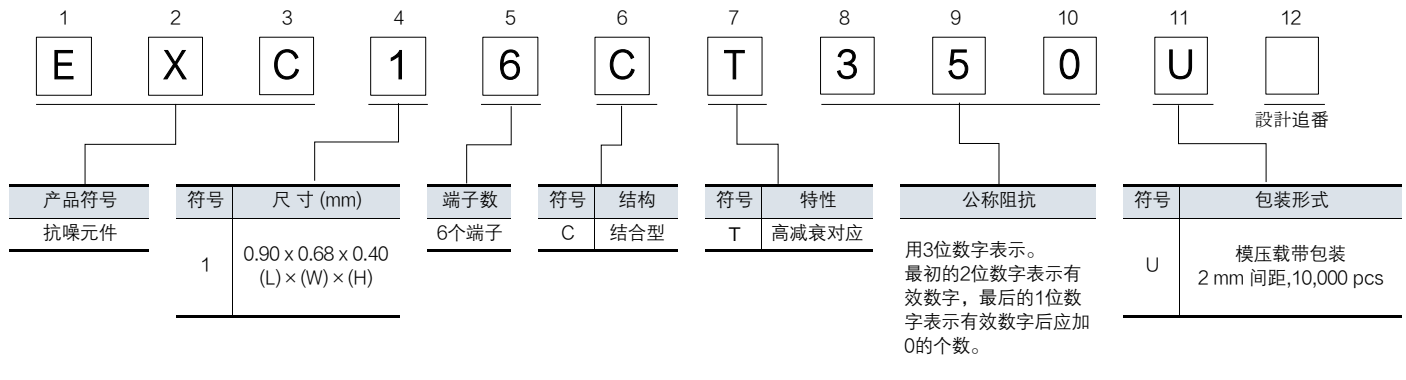 1 2 3 4 5 6 7 8 9 10 11 12
E X C 1 6 C T 3 5 0 U
設計追番
产品符号
抗噪元件
符号 尺 寸 (mm)
1 0.90 x 0.68 x 0.40
(L) × (W) × (H)
端子数
6个端子
符号 结构
C 结合型
符号 特性
T 高减衰对应
公称阻抗
用3位数字表示。
最初的2位数字表示有
效数字，最后的1位数
字表示有效数字后应加
0的个数。
符号 包装形式
U 模压载带包装
2 mm 间距,10,000 pcs